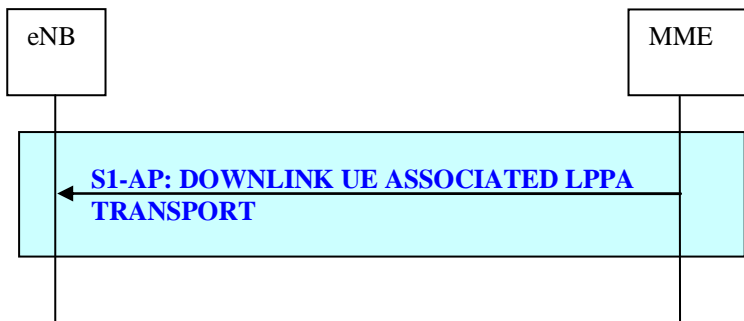 eNB
MME
S1-AP: DOWNLINK UE ASSOCIATED LPPA
TRANSPORT